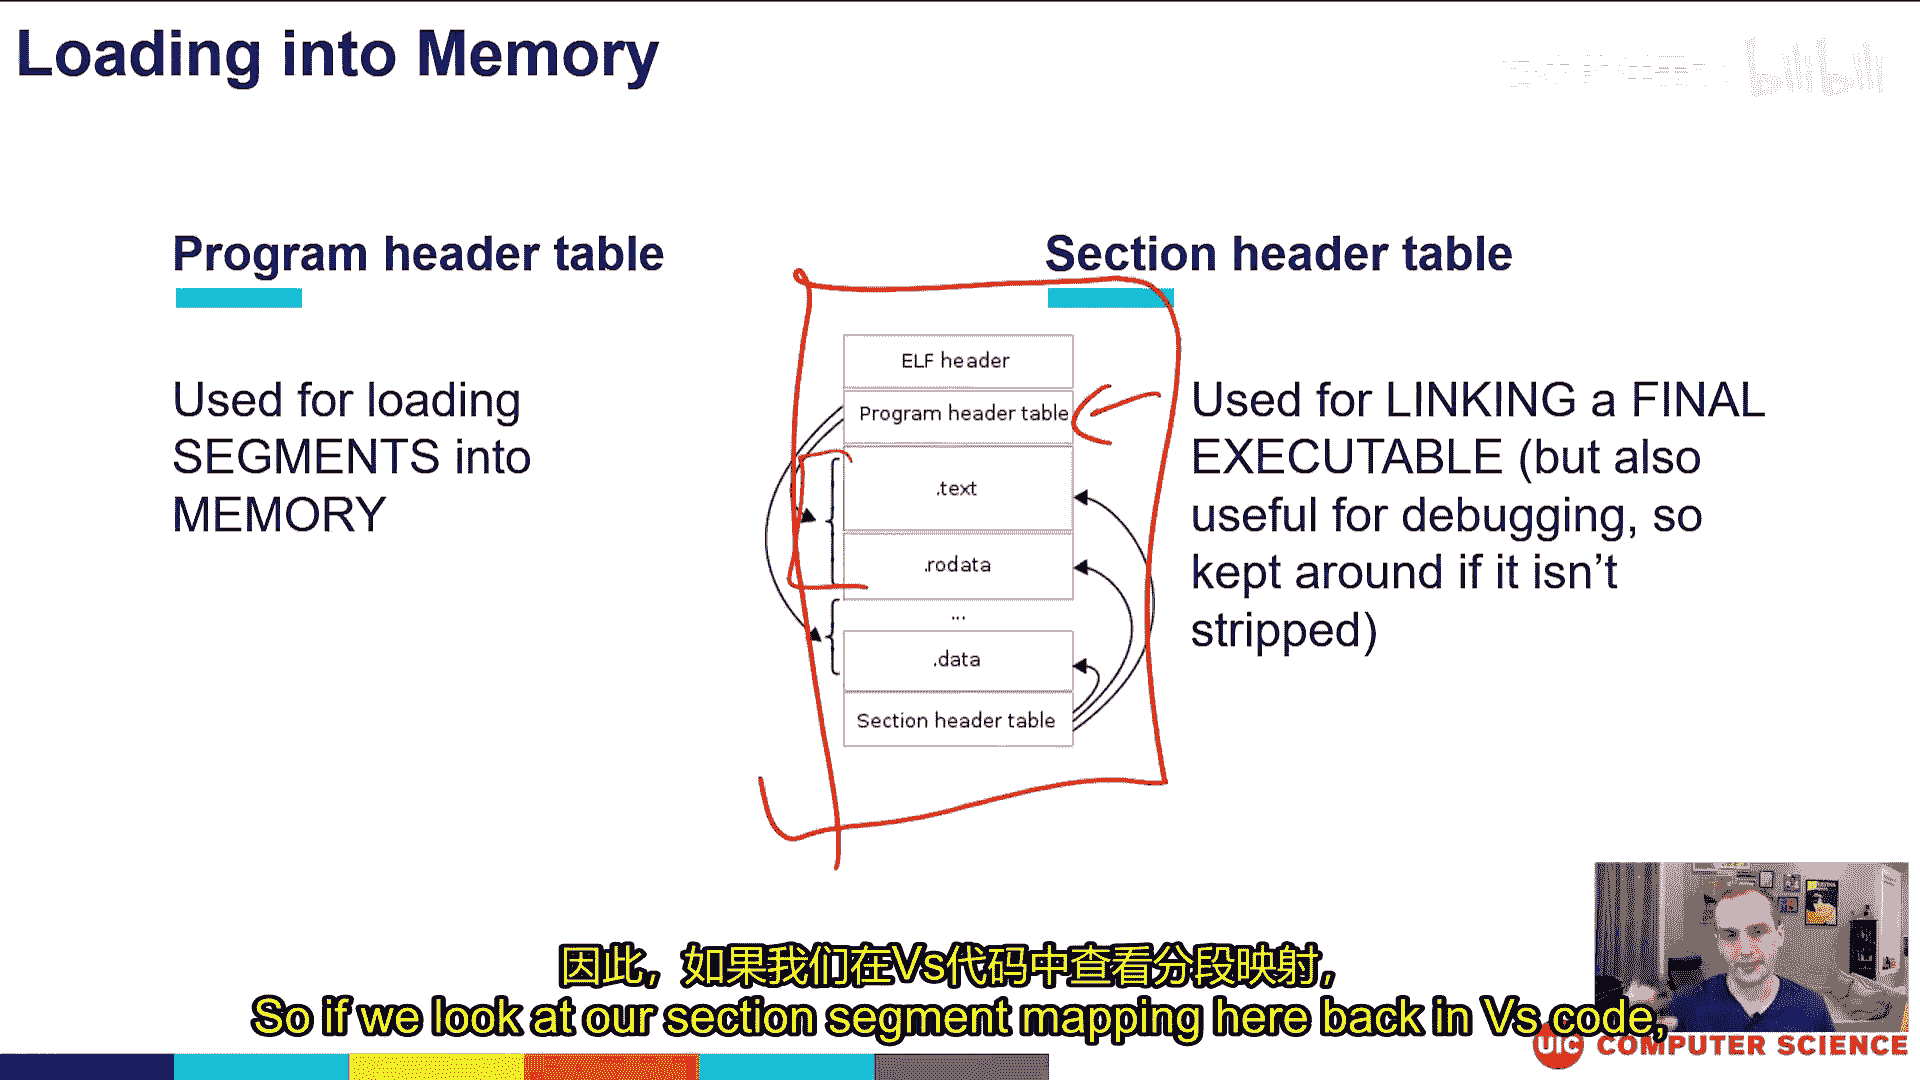 Loading into Memory
bilibili
Program header table
Section header table
Used for loading
SEGMENTS into
MEMORY
ELF header
Program header table
.text
.rodata
...
.data
Section header table
Used for LINKING a FINAL
EXECUTABLE (but also
useful for debugging, so
kept around if it isn’t
stripped)
因此，如果我们在Vs代码中查看分段映射，
So if we look at our section segment mapping here back in Vs code,
UIC COMPUTER SCIENCE